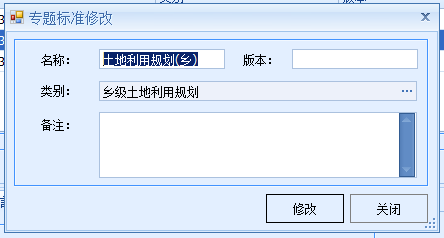 专题标准修改
名称： 土地利用规划(乡) 版本：
类别： 乡级土地利用规划 ...
备注：
修改 关闭